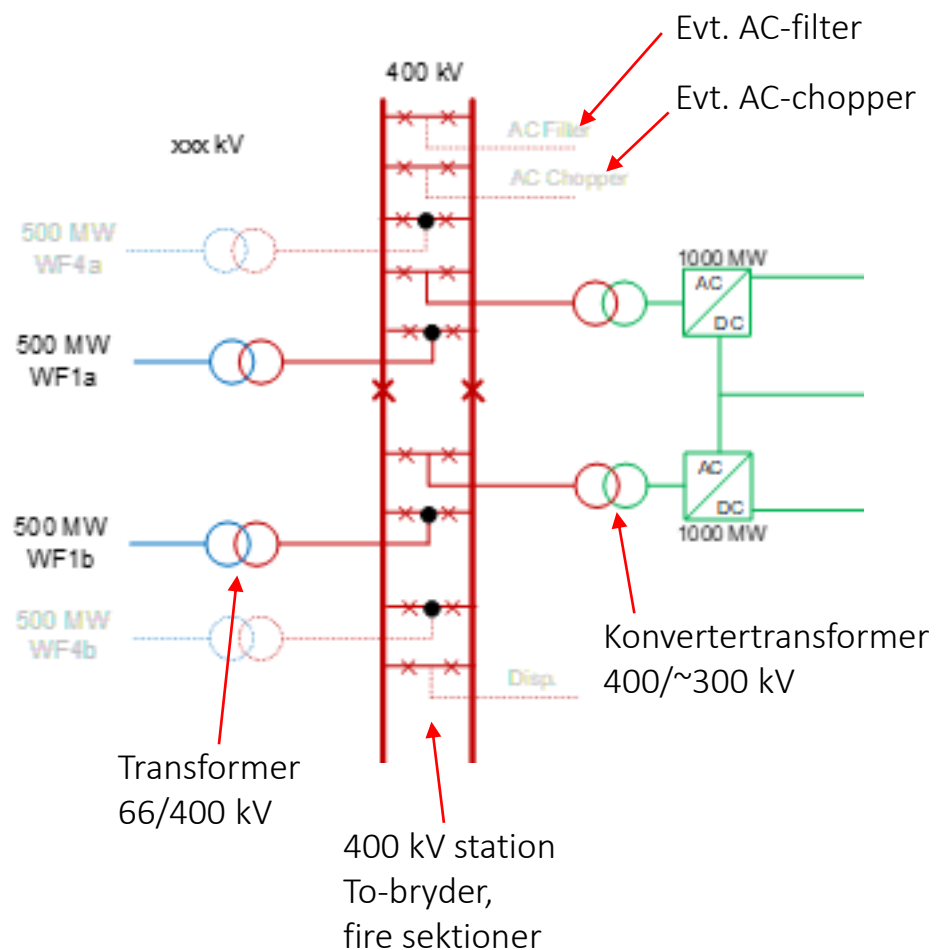 Evt. AC-filter
400 kV
Evt. AC-chopper
AC Filter
xxx kV
AC Chopper
500 MW
WF4a
1000 MW
AC
DC
500 MW
WF1a
AC
DC
1000 MW
500 MW
WF1b
500 MW
WF4b
Konvertertransformer
400/~300 kV
Disp.
Transformer
66/400 kV
400 kV station
To-bryder,
fire sektioner